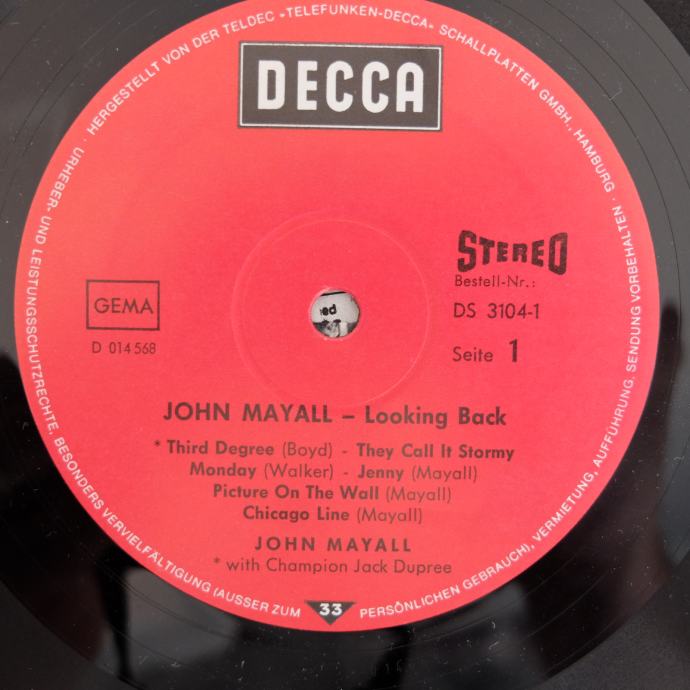 HERGESTELLT VON DER TELDEC »TELEFUNKEN-DECCA« SCHALLPLATTEN GMBH., HAMBURG
DECCA
STEREO
Bestell-Nr.:
GEMA
DS 3104-1
D 014 568
Seite 1
JOHN MAYALL – Looking Back
* Third Degree (Boyd) - They Call It Stormy
Monday (Walker) - Jenny (Mayall)
Picture On The Wall (Mayall)
Chicago Line (Mayall)
JOHN MAYALL
* with Champion Jack Dupree
33
URHEBER- UND LEISTUNGSSCHUTZRECHTE, BESONDERS VERVIELFÄLTIGUNG (AUSSER ZUM PERSÖNLICHEN GEBRAUCH), VERMIETUNG, AUFFÜHRUNG, SENDUNG VORBEHALTEN